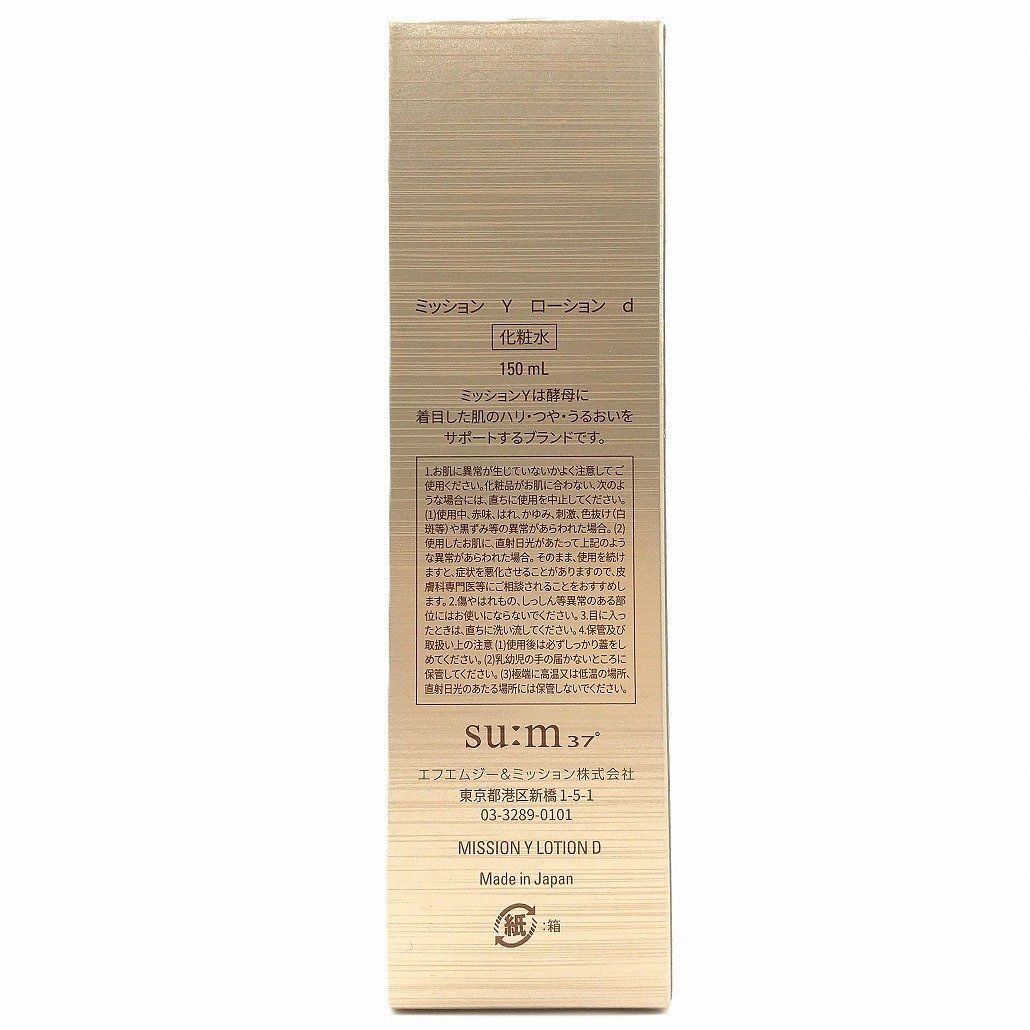 ミッション Y ローション d
化粧水
150 mL
ミッションYは酵母に
着目した肌のハリ・つや・うるおいを
サポートするブランドです。
1.お肌に異常が生じていないかよく注意してご
使用ください。化粧品がお肌に合わない、次のよ
うな場合には、直ちに使用を中止してください。
(1)使用中、赤味、はれ、かゆみ、刺激、色抜け(白
斑等)や黒ずみ等の異常があらわれた場合。(2)
使用したお肌に、直射日光があたって上記のよう
な異常があらわれた場合。そのまま、使用を続け
ますと、症状を悪化させることがありますので、皮
膚科専門医等にご相談されることをおすすめし
ます。2.傷やはれもの、しっしん等異常のある部
位にはお使いにならないでください。3.目に入っ
たときは、直ちに洗い流してください。4.保管及び
取扱い上の注意(1)使用後は必ずしっかり蓋をし
めてください。(2)乳幼児の手の届かないところに
保管してください。(3)極端に高温又は低温の場所、
直射日光のあたる場所には保管しないでください。
su:m37°
エフエムジー&ミッション株式会社
東京都港区新橋1-5-1
03-3289-0101
MISSION Y LOTION D
Made in Japan
紙:箱